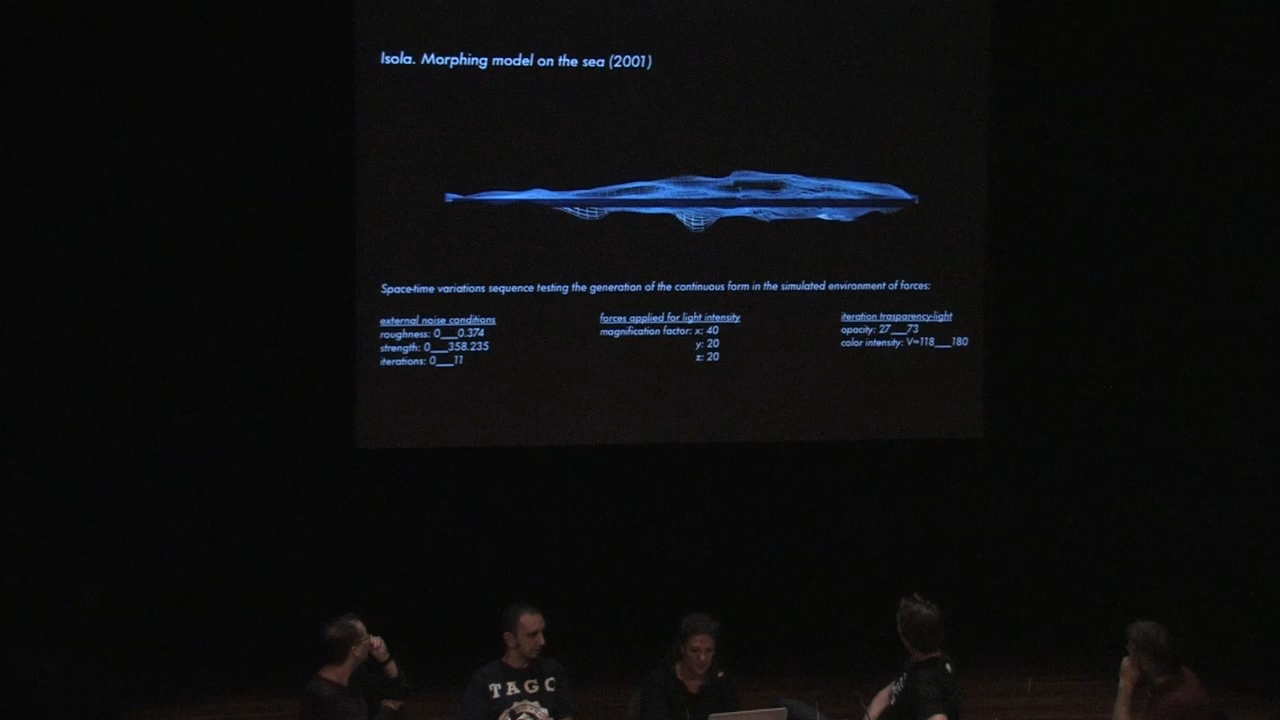 Isola. Morphing model on the sea (2001)
Space-time variations sequence testing the generation of the continuous form in the simulated environment of forces:
external noise conditions
roughness: 0___0.374
strength: 0___358.235
iterations: 0___11
forces applied for light intensity
magnification factor: x: 40
y: 20
z: 20
iteration trasparency-light
opacity: 27___73
color intensity: V=118___180
TAGC